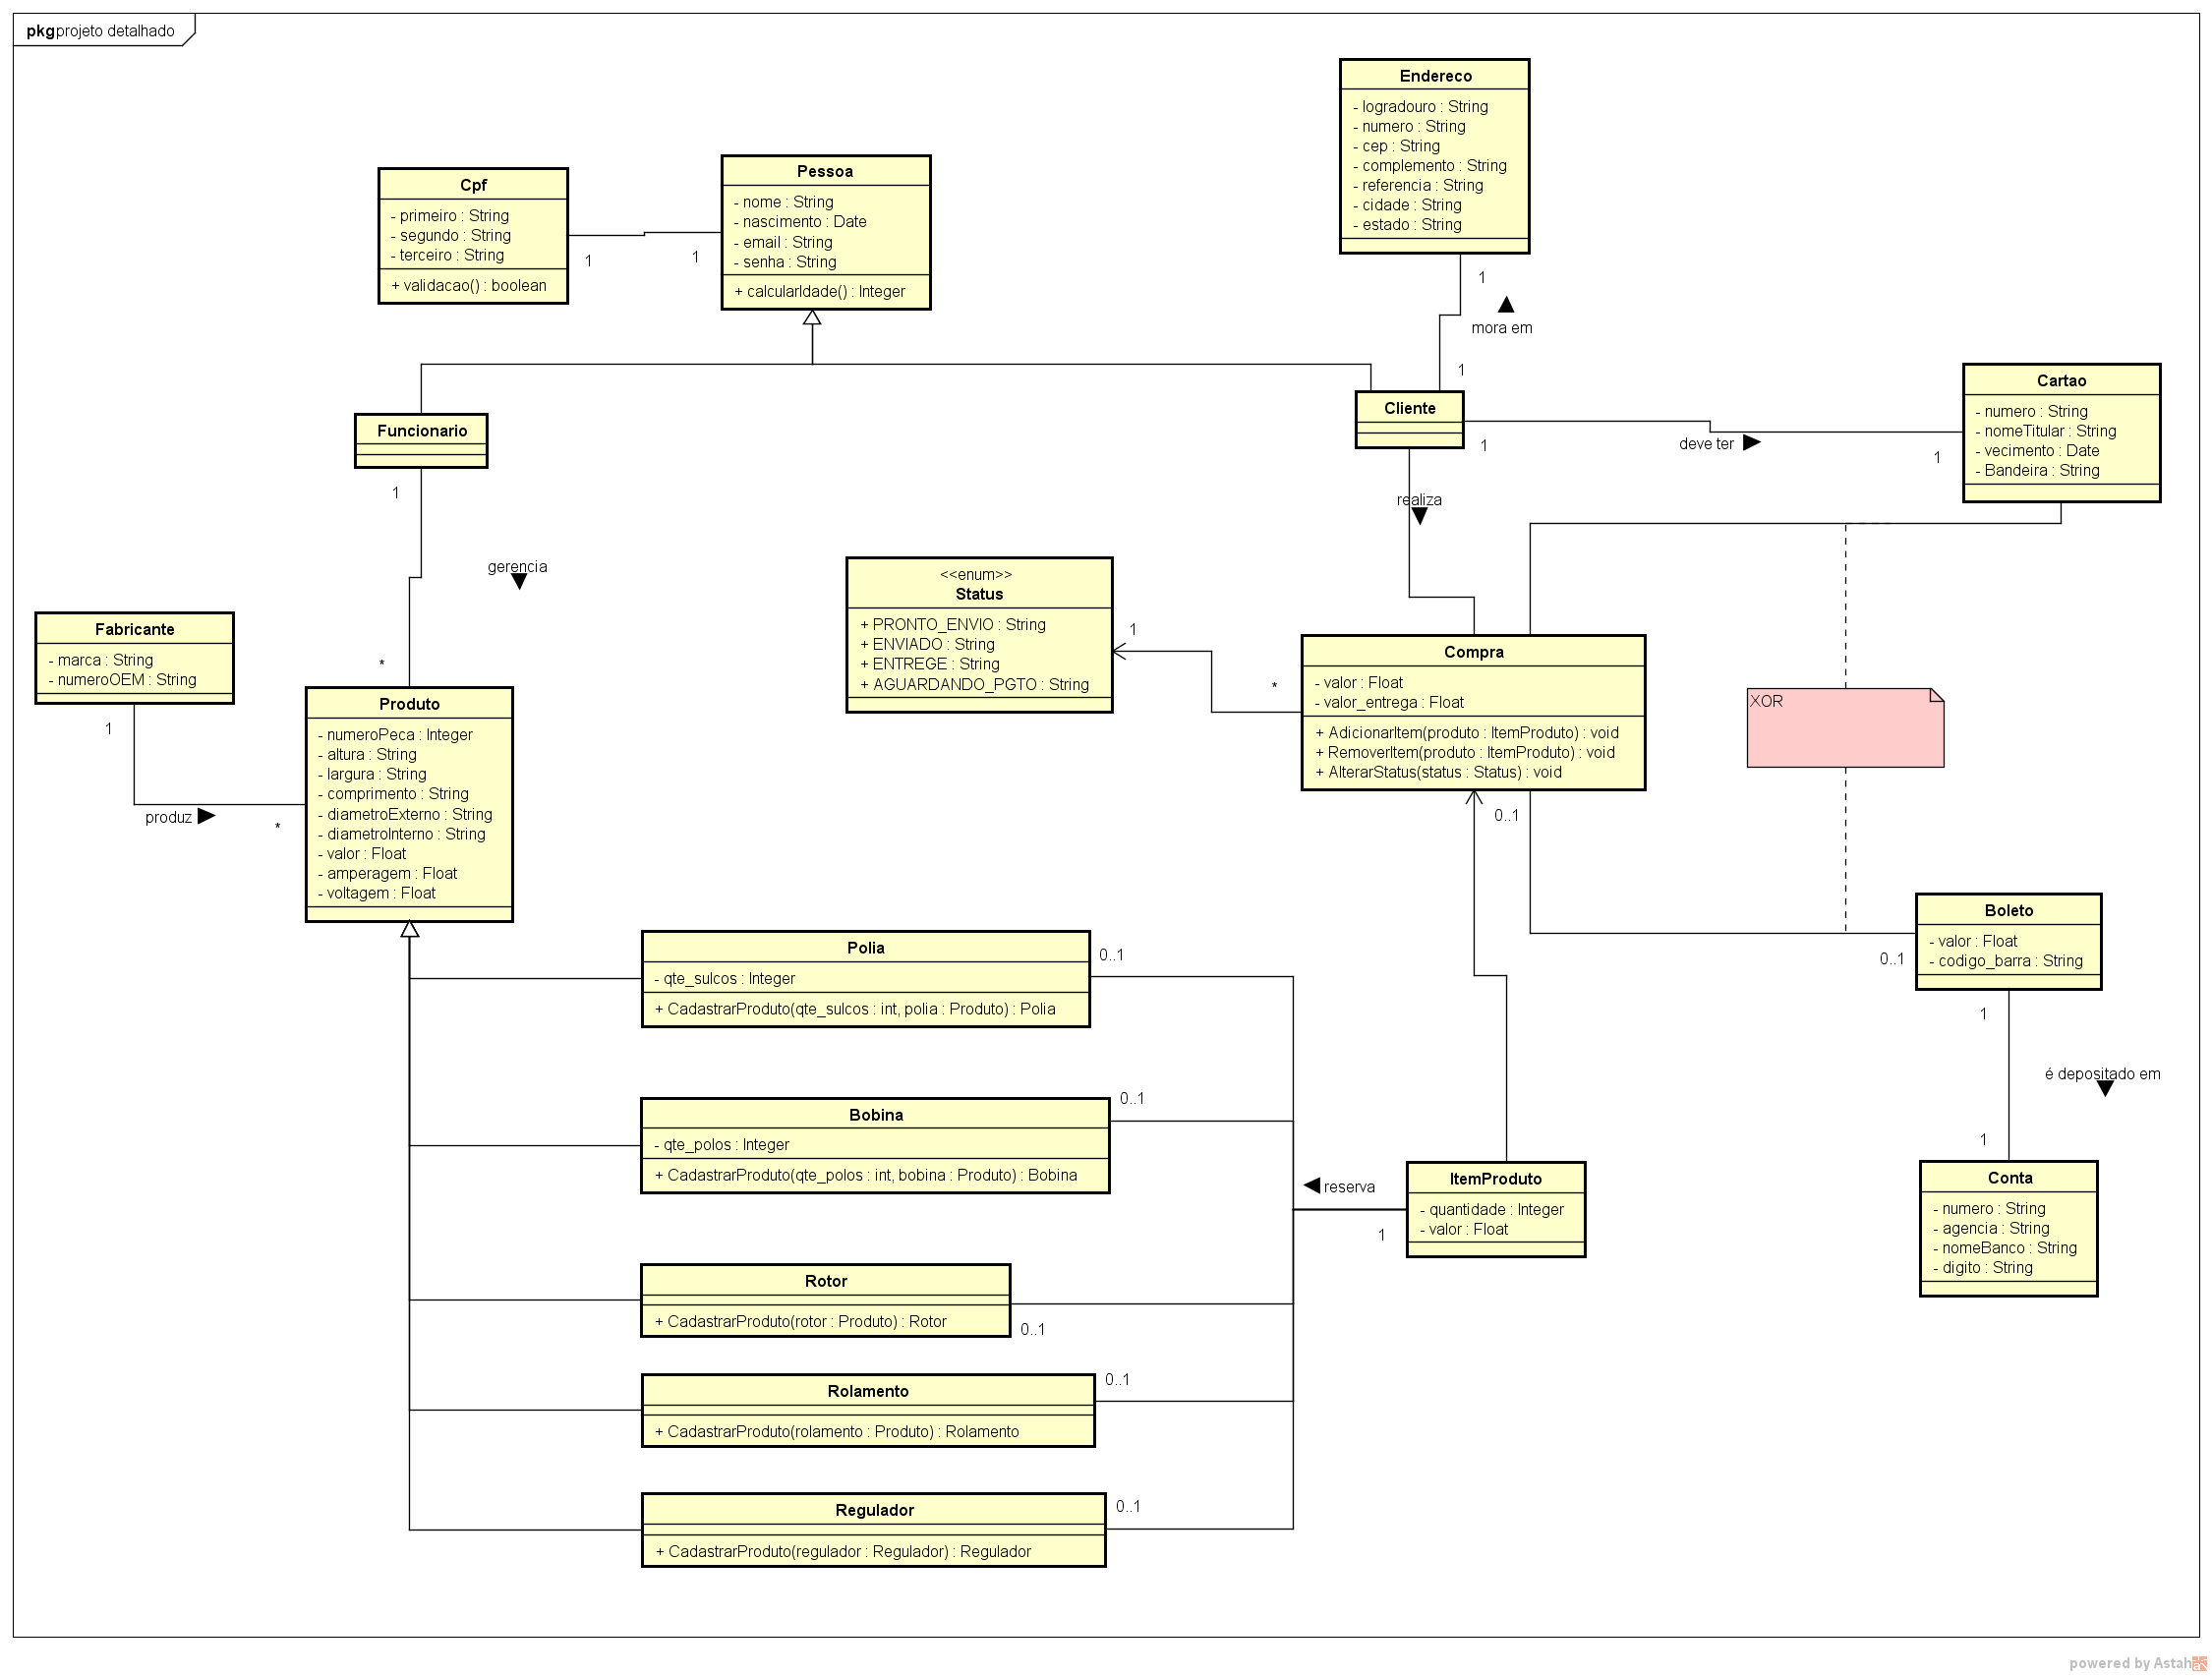 pkg projeto detalhado
Endereco
- logradouro : String
- numero : String
- cep : String
- complemento : String
- referencia : String
- cidade : String
- estado : String
Cpf
- primeiro : String
- segundo : String
- terceiro : String
+ validacao() : boolean
1
1
Pessoa
- nome : String
- nascimento : Date
- email : String
- senha : String
+ calcularIdade() : Integer
1
mora em
1
Funcionario
1
Cliente
1
deve ter
1
Cartao
- numero : String
- nomeTitular : String
- vecimento : Date
- Bandeira : String
realiza
gerencia
*
<<enum>>
Status
+ PRONTO_ENVIO : String
+ ENVIADO : String
+ ENTREGE : String
+ AGUARDANDO_PGTO : String
1
*
Fabricante
- marca : String
- numeroOEM : String
1
produz
*
Produto
- numeroPeca : Integer
- altura : String
- largura : String
- comprimento : String
- diametroExterno : String
- diametroInterno : String
- valor : Float
- amperagem : Float
- voltagem : Float
Compra
- valor : Float
- valor_entrega : Float
+ AdicionarItem(produto : ItemProduto) : void
+ RemoverItem(produto : ItemProduto) : void
+ AlterarStatus(status : Status) : void
0..1
XOR
Boleto
- valor : Float
- codigo_barra : String
0..1
1
é depositado em
1
Conta
- numero : String
- agencia : String
- nomeBanco : String
- digito : String
Polia
- qte_sulcos : Integer
+ CadastrarProduto(qte_sulcos : int, polia : Produto) : Polia
0..1
Bobina
- qte_polos : Integer
+ CadastrarProduto(qte_polos : int, bobina : Produto) : Bobina
0..1
reserva
1
ItemProduto
- quantidade : Integer
- valor : Float
Rotor
+ CadastrarProduto(rotor : Produto) : Rotor
0..1
Rolamento
+ CadastrarProduto(rolamento : Produto) : Rolamento
0..1
Regulador
+ CadastrarProduto(regulador : Regulador) : Regulador
0..1
powered by Astah